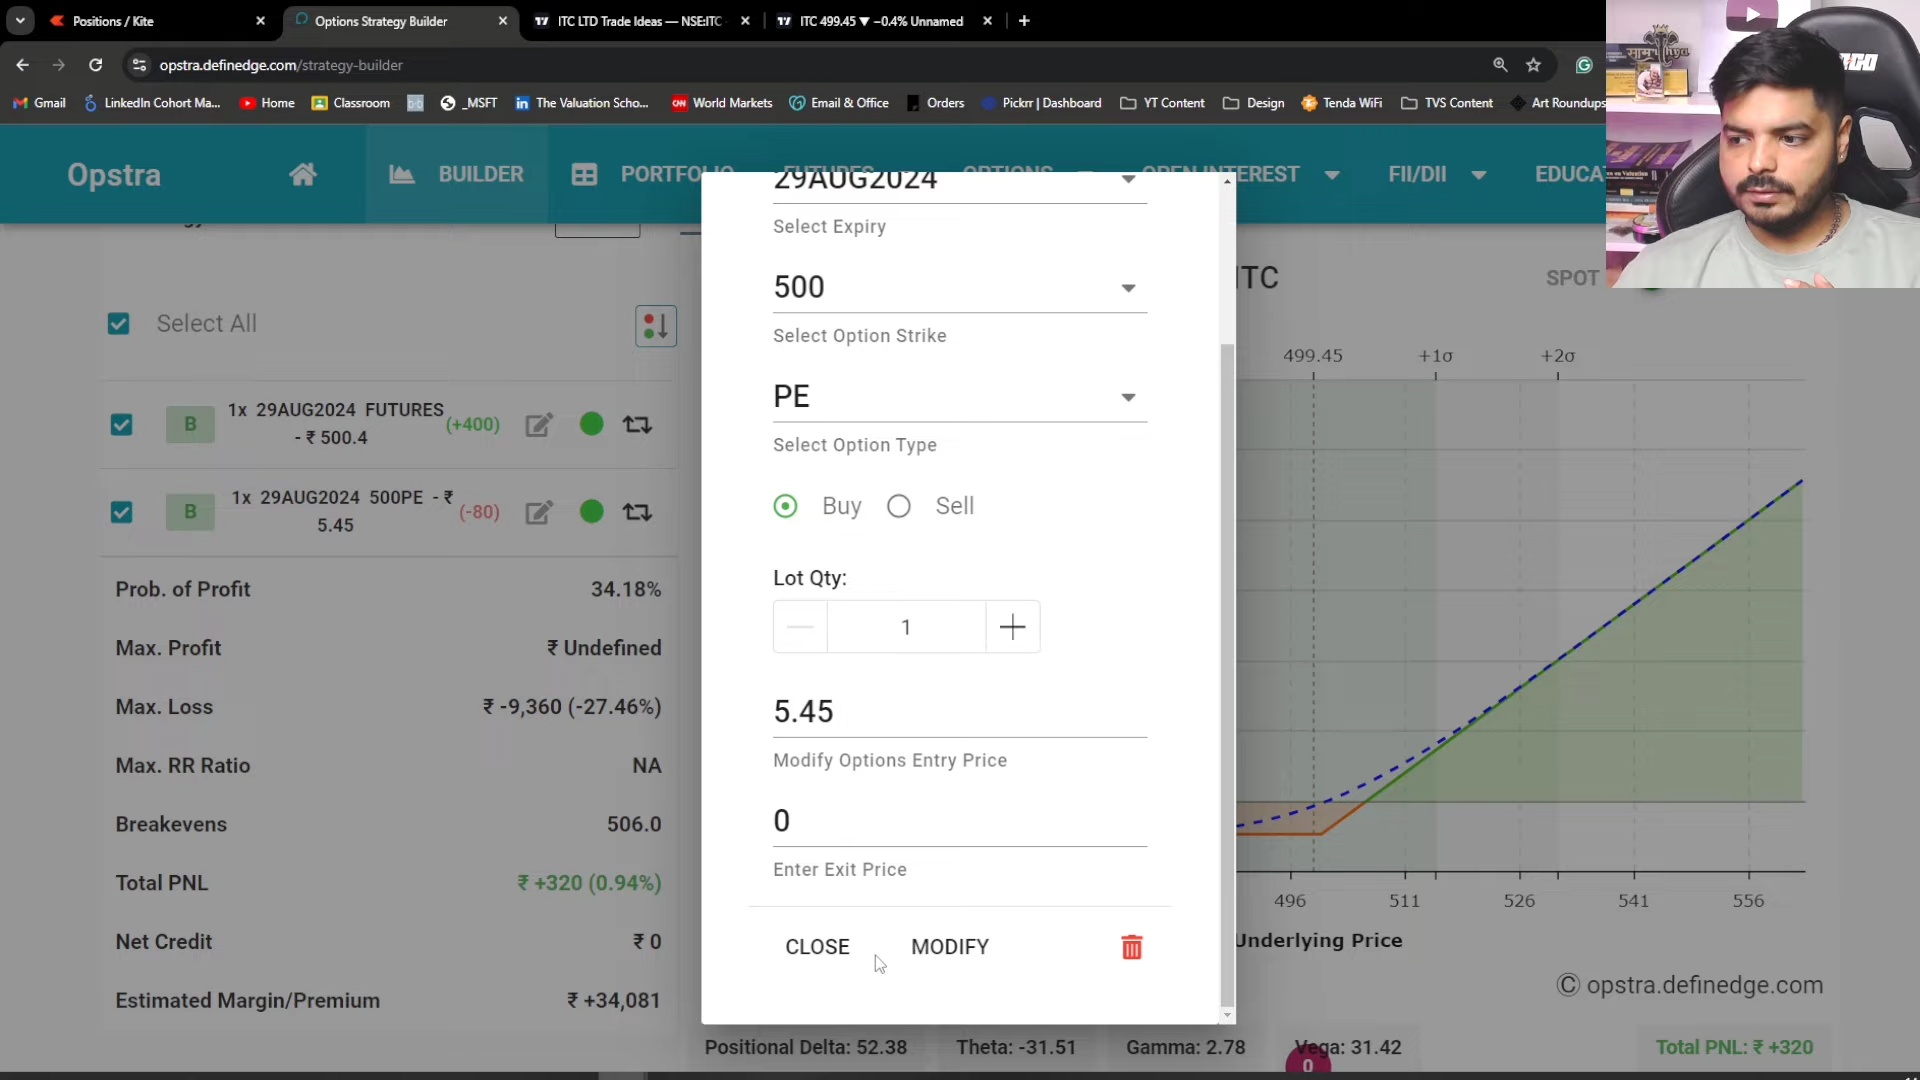 Positions / Kite
Options Strategy Builder
ITC LTD Trade Ideas — NSE:ITC
ITC 499.45 ▼ −0.4% Unnamed
opstra.definedge.com/strategy-builder
Gmail
LinkedIn Cohort Ma...
Home
Classroom
_MSFT
The Valuation Scho...
World Markets
Email & Office
Orders
Pickrr | Dashboard
YT Content
Design
Tenda WiFi
TVS Content
Art Roundups
Opstra
BUILDER
PORTFOLIO
FUTURES
OPTIONS
OPEN INTEREST
FII/DII
EDUCA
29AUG2024
Select Expiry
500
Select Option Strike
PE
Select Option Type
Buy
Sell
Lot Qty:
1
5.45
Modify Options Entry Price
0
Enter Exit Price
CLOSE
MODIFY
Select All
B
1x 29AUG2024 FUTURES
- ₹ 500.4
(+400)
B
1x 29AUG2024 500PE - ₹
5.45
(-80)
Prob. of Profit
34.18%
Max. Profit
₹ Undefined
Max. Loss
₹ -9,360 (-27.46%)
Max. RR Ratio
NA
Breakevens
506.0
Total PNL
₹ +320 (0.94%)
Net Credit
₹ 0
Estimated Margin/Premium
₹ +34,081
ITC
SPOT
499.45
+1σ
+2σ
496
511
526
541
556
Underlying Price
© opstra.definedge.com
Positional Delta: 52.38
Theta: -31.51
Gamma: 2.78
Vega: 31.42
0
Total PNL: ₹ +320